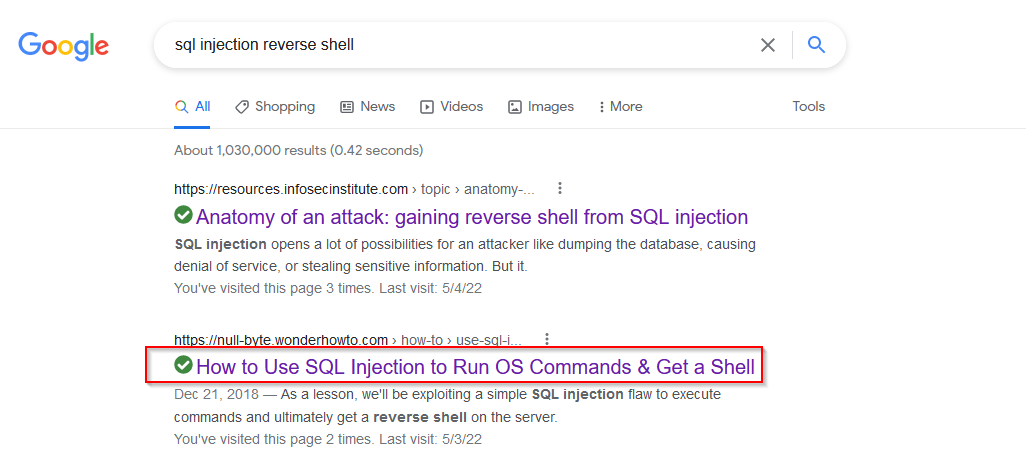 Google
sql injection reverse shell
All Shopping News Videos Images More Tools
About 1,030,000 results (0.42 seconds)
https://resources.infosecinstitute.com › topic › anatomy-...
Anatomy of an attack: gaining reverse shell from SQL injection
SQL injection opens a lot of possibilities for an attacker like dumping the database, causing
denial of service, or stealing sensitive information. But it.
You've visited this page 3 times. Last visit: 5/4/22
https://null-byte.wonderhowto.com › how-to › use-sql-i...
How to Use SQL Injection to Run OS Commands & Get a Shell
Dec 21, 2018 — As a lesson, we'll be exploiting a simple SQL injection flaw to execute
commands and ultimately get a reverse shell on the server.
You've visited this page 2 times. Last visit: 5/3/22